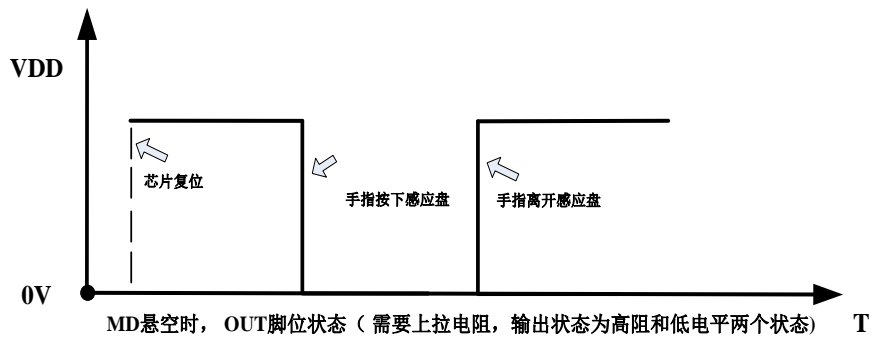 VDD
芯片复位
手指按下感应盘
手指离开感应盘
0V
MD悬空时， OUT脚位状态（ 需要上拉电阻，输出状态为高阻和低电平两个状态)
T